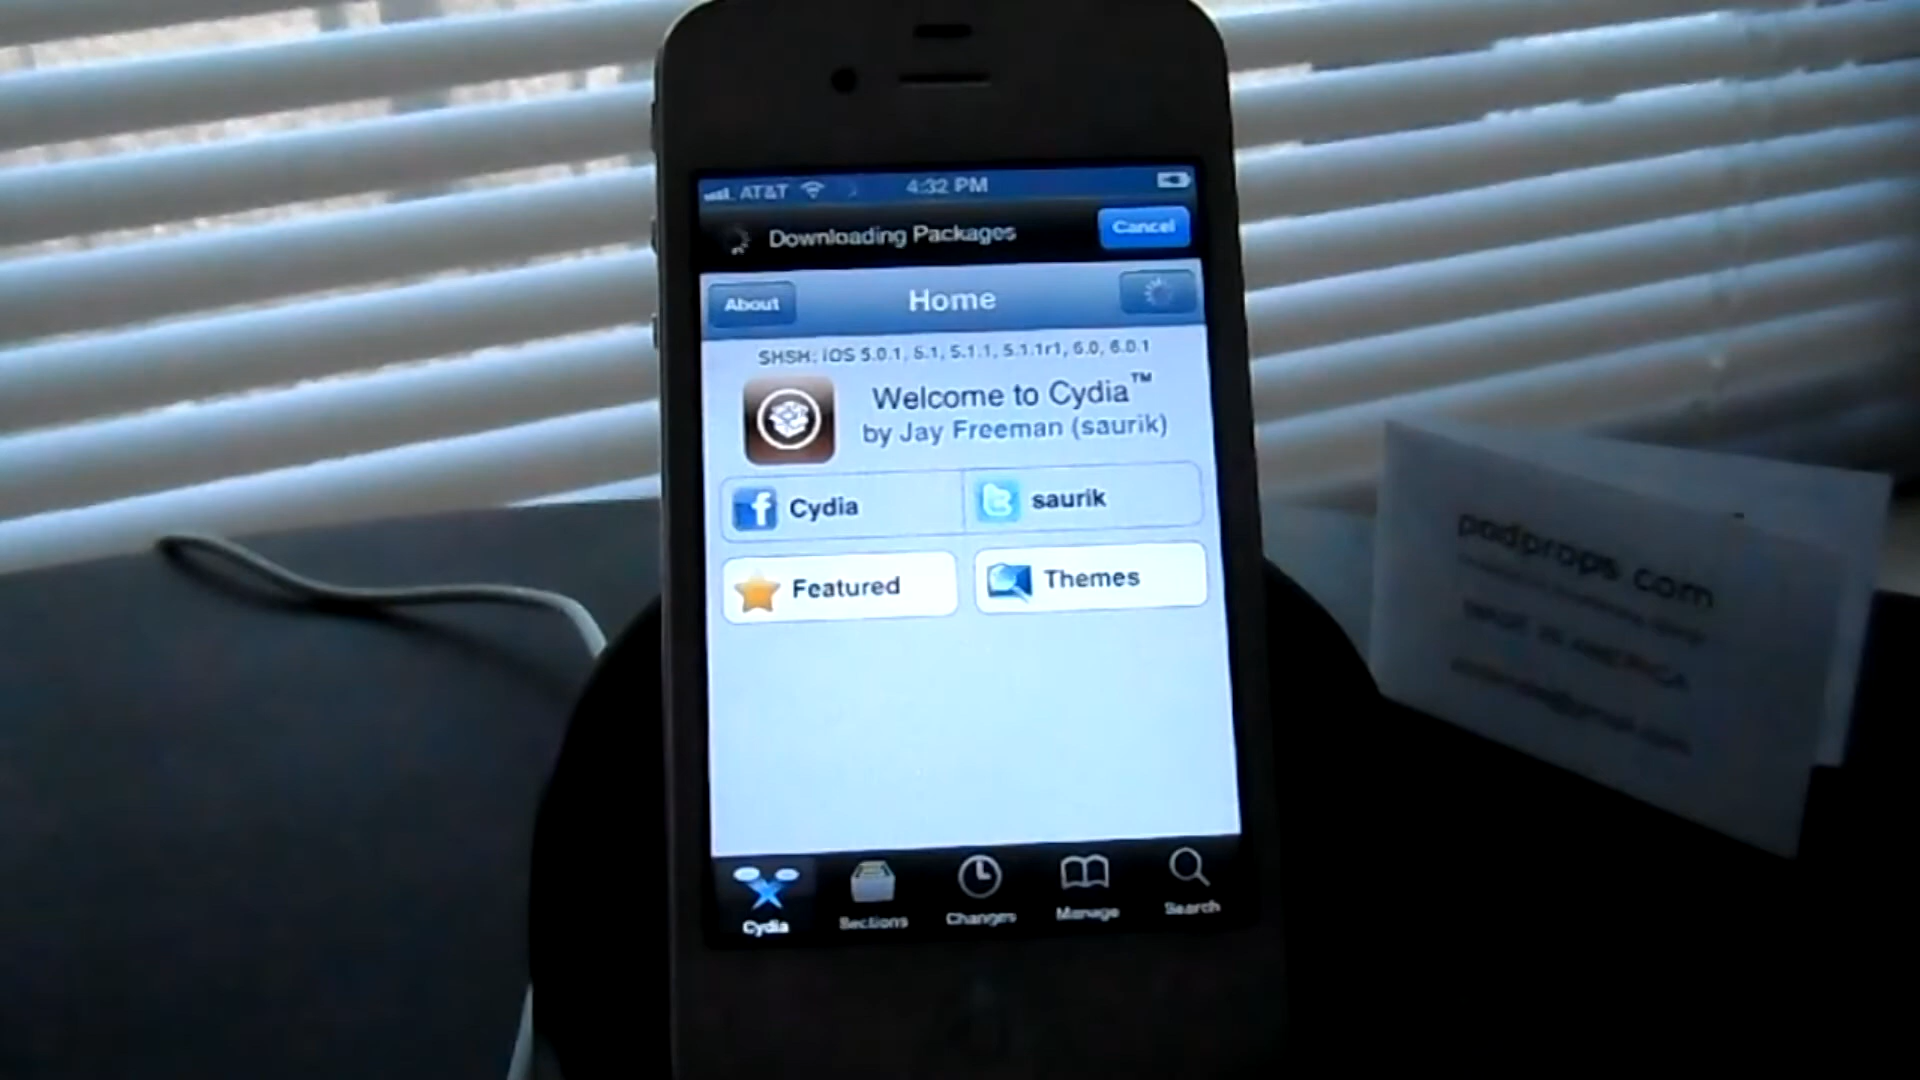 AT&T 4:32 PM
Downloading Packages Cancel
About Home
SHSH: iOS 5.0.1, 5.1, 5.1.1, 5.1.1r1, 6.0, 6.0.1
Welcome to Cydia™
by Jay Freeman (saurik)
Cydia saurik
Featured Themes
Cydia Sections Changes Manage Search
padprops com